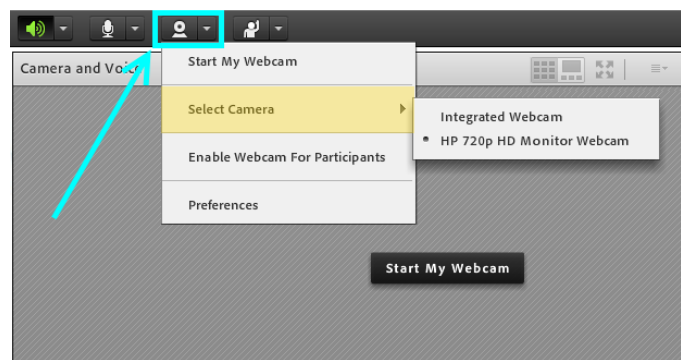 Camera and Voice
Start My Webcam
Select Camera
Integrated Webcam
HP 720p HD Monitor Webcam
Enable Webcam For Participants
Preferences
Start My Webcam